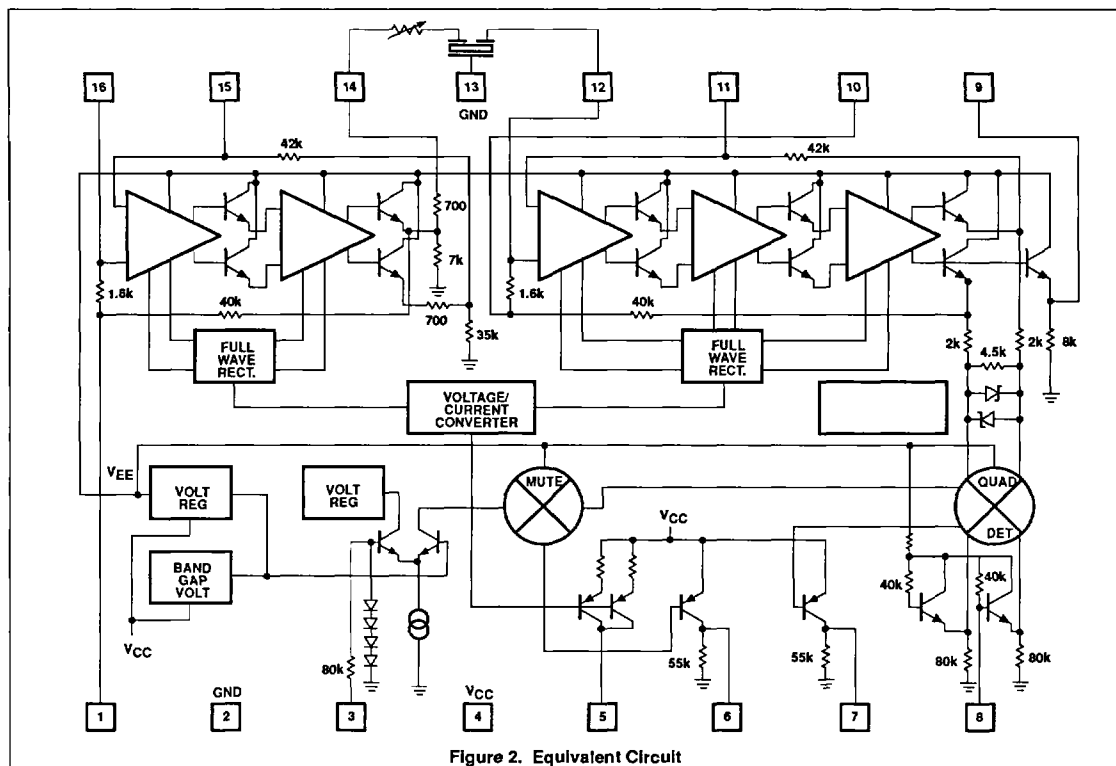 16
15
14
13
GND
12
11
10
9
42k
42k
700
7k
1.8k
40k
700
35k
1.6k
40k
2k
2k
8k
4.5k
FULL
WAVE
RECT.
FULL
WAVE
RECT.
VOLTAGE/
CURRENT
CONVERTER
VEE
VOLT
REG
VOLT
REG
MUTE
QUAD
DET
VCC
BAND
GAP
VOLT
VCC
40k
40k
80k
55k
55k
80k
80k
GND
VCC
1
2
3
4
5
6
7
8
Figure 2. Equivalent Circuit